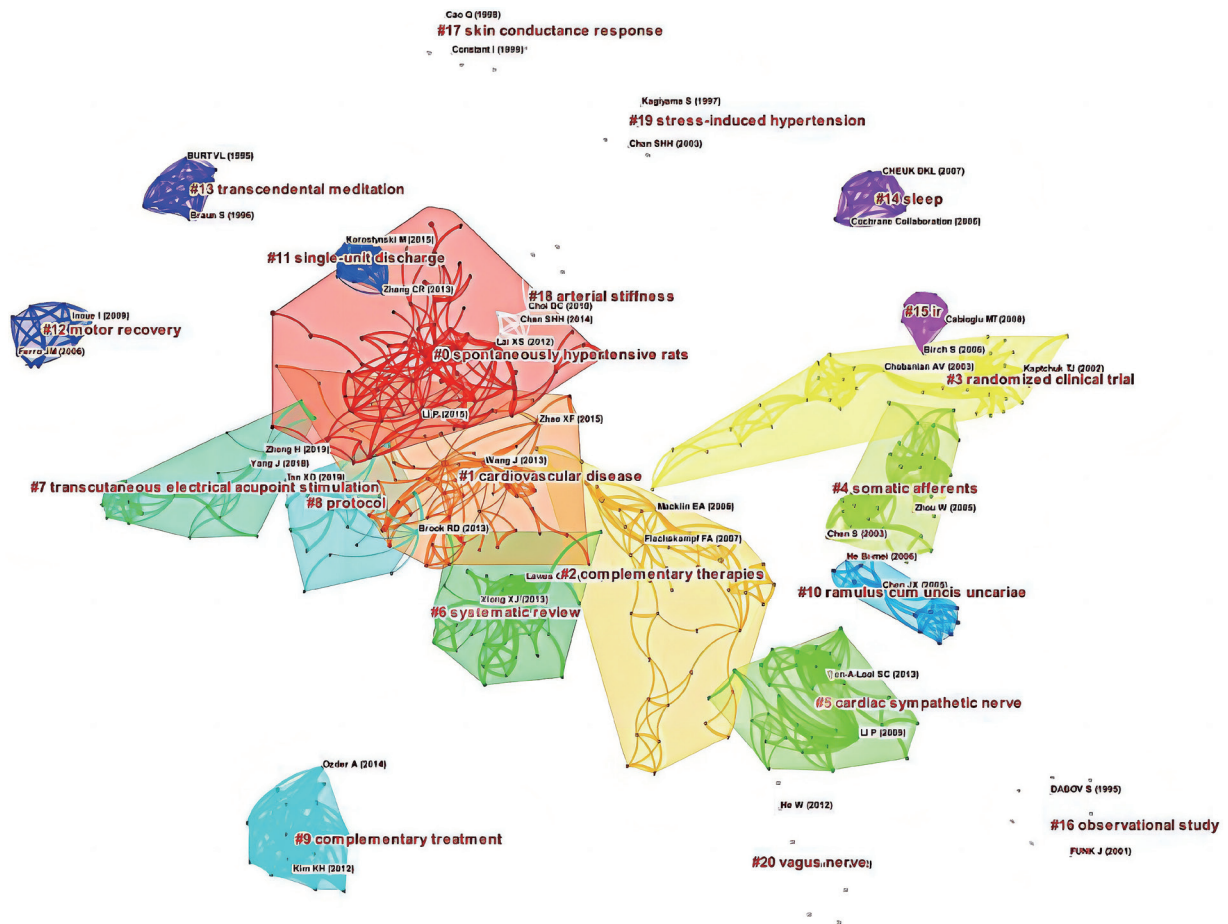 Cao Q (1998)
#17 skin conductance response
Constant I (1999)
Kagiyama S (1997)
#19 stress-induced hypertension
Chan SHH (2003)
BURT VL (1995)
#13 transcendental meditation
Braun S (1996)
CHEUK DKL (2007)
#14 sleep
Cochrane Collaboration (2006)
Korostynski M (2015)
#11 single-unit discharge
Zhang CR (2013)
#18 arterial stiffness
Choi DC (2010)
Chan SHH (2014)
Lai XS (2012)
#0 spontaneously hypertensive rats
Inoue I (2009)
#12 motor recovery
Ferro JM (2006)
#15 ir
Cabioglu MT (2008)
Birch S (2006)
Chobanian AV (2003)
Kaptchuk TJ (2002)
#3 randomized clinical trial
Li P (2015)
Zhao XF (2015)
Zheng H (2019)
Yang J (2018)
Wang J (2013)
Tan XD (2019)
#1 cardiovascular disease
#7 transcutaneous electrical acupoint stimulation
#8 protocol
#4 somatic afferents
Zhou W (2005)
Macklin EA (2006)
Brook RD (2013)
Chen S (2003)
Flachskampf FA (2007)
#2 complementary therapies
Xiong XJ (2013)
#6 systematic review
Chen JX (2005)
#10 ramulus cum uncis uncariae
SC (2013)
#5 cardiac sympathetic nerve
Li P (2009)
Ozder A (2014)
#9 complementary treatment
Kim KH (2012)
He W (2012)
#20 vagus nerve
DABOV S (1995)
#16 observational study
FUNK J (2001)